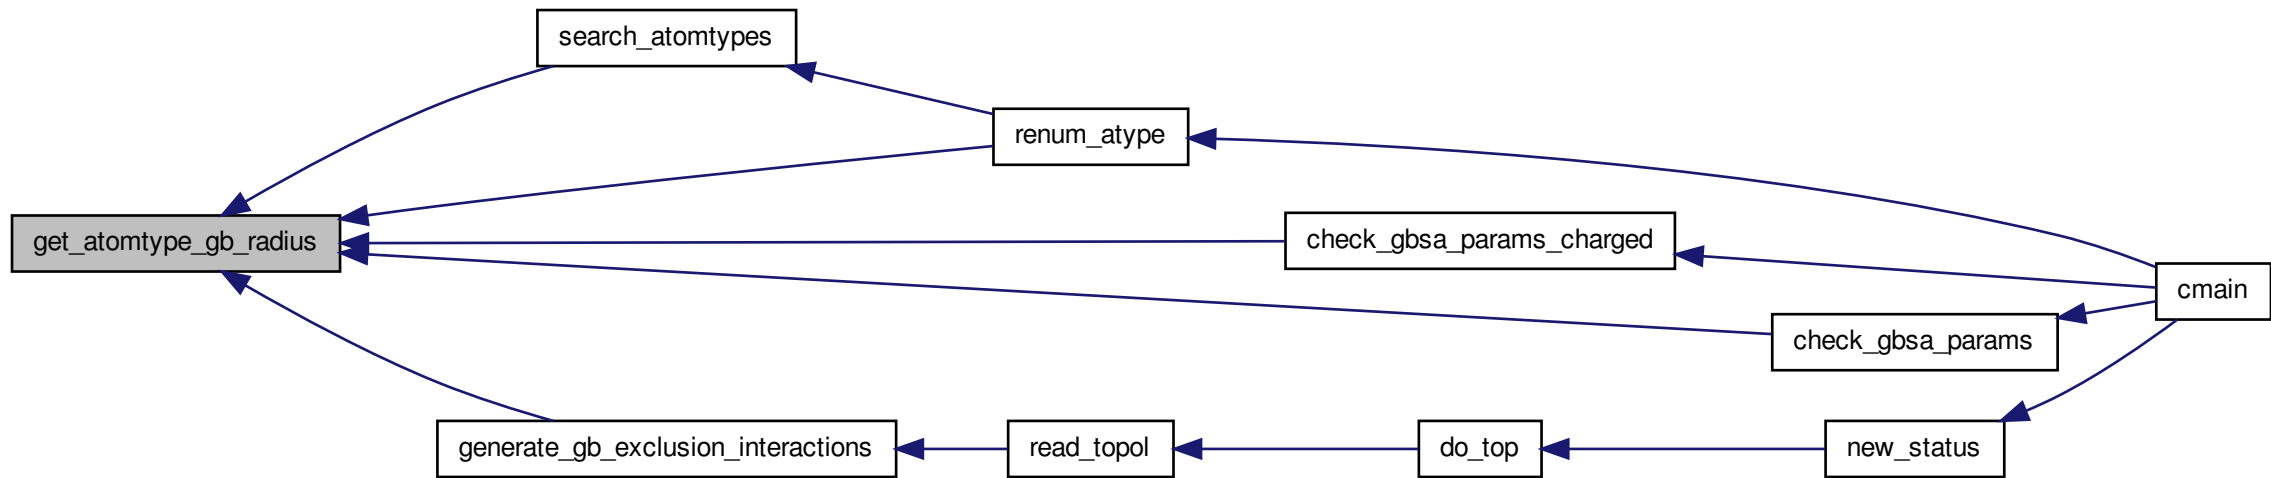 search_atomtypes
renum_atype
get_atomtype_gb_radius
check_gbsa_params_charged
cmain
check_gbsa_params
generate_gb_exclusion_interactions
read_topol
do_top
new_status